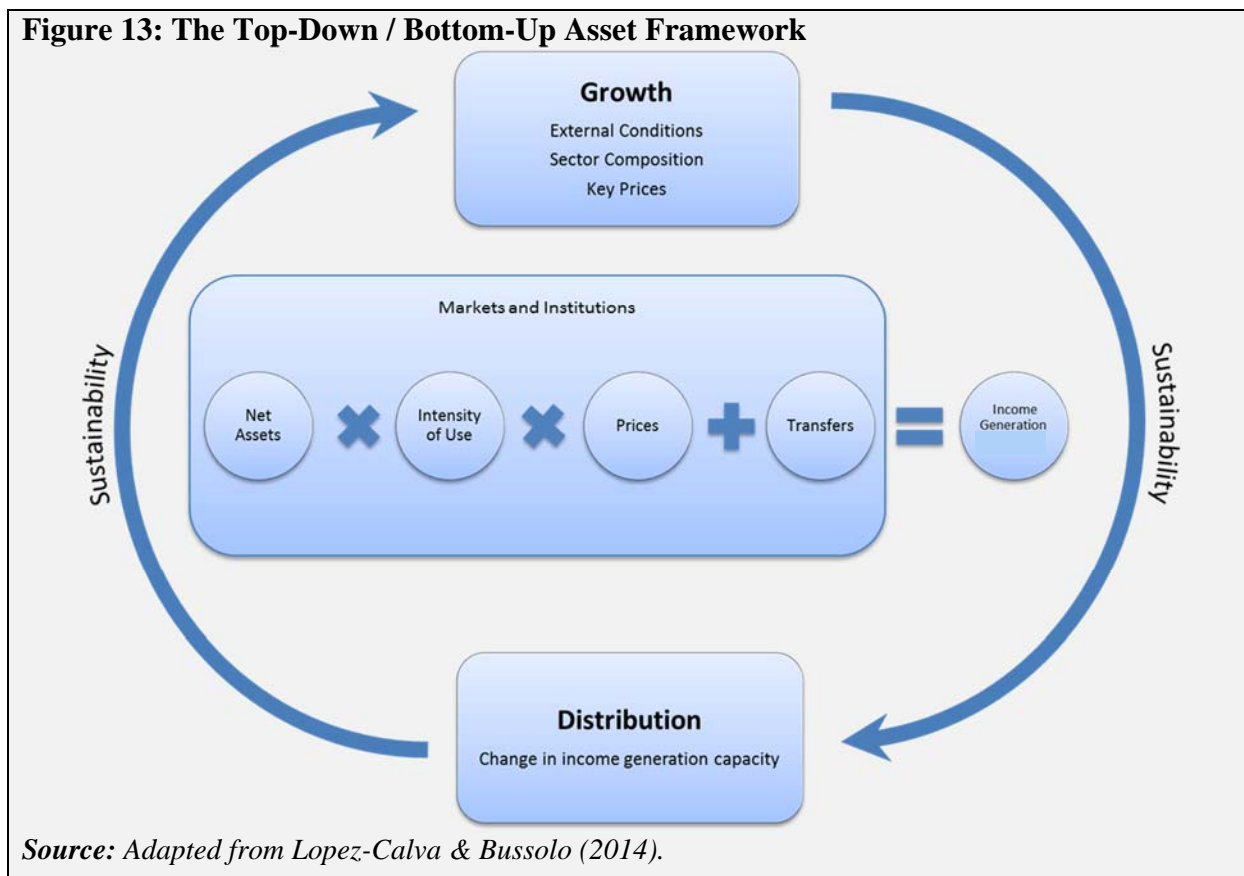 Figure 13: The Top-Down / Bottom-Up Asset Framework
Growth
External Conditions
Sector Composition
Key Prices
Sustainability
Sustainability
Markets and Institutions
Net
Assets
Intensity
of Use
Prices
Transfers
Income
Generation
Distribution
Change in income generation capacity
Source: Adapted from Lopez-Calva & Bussolo (2014).